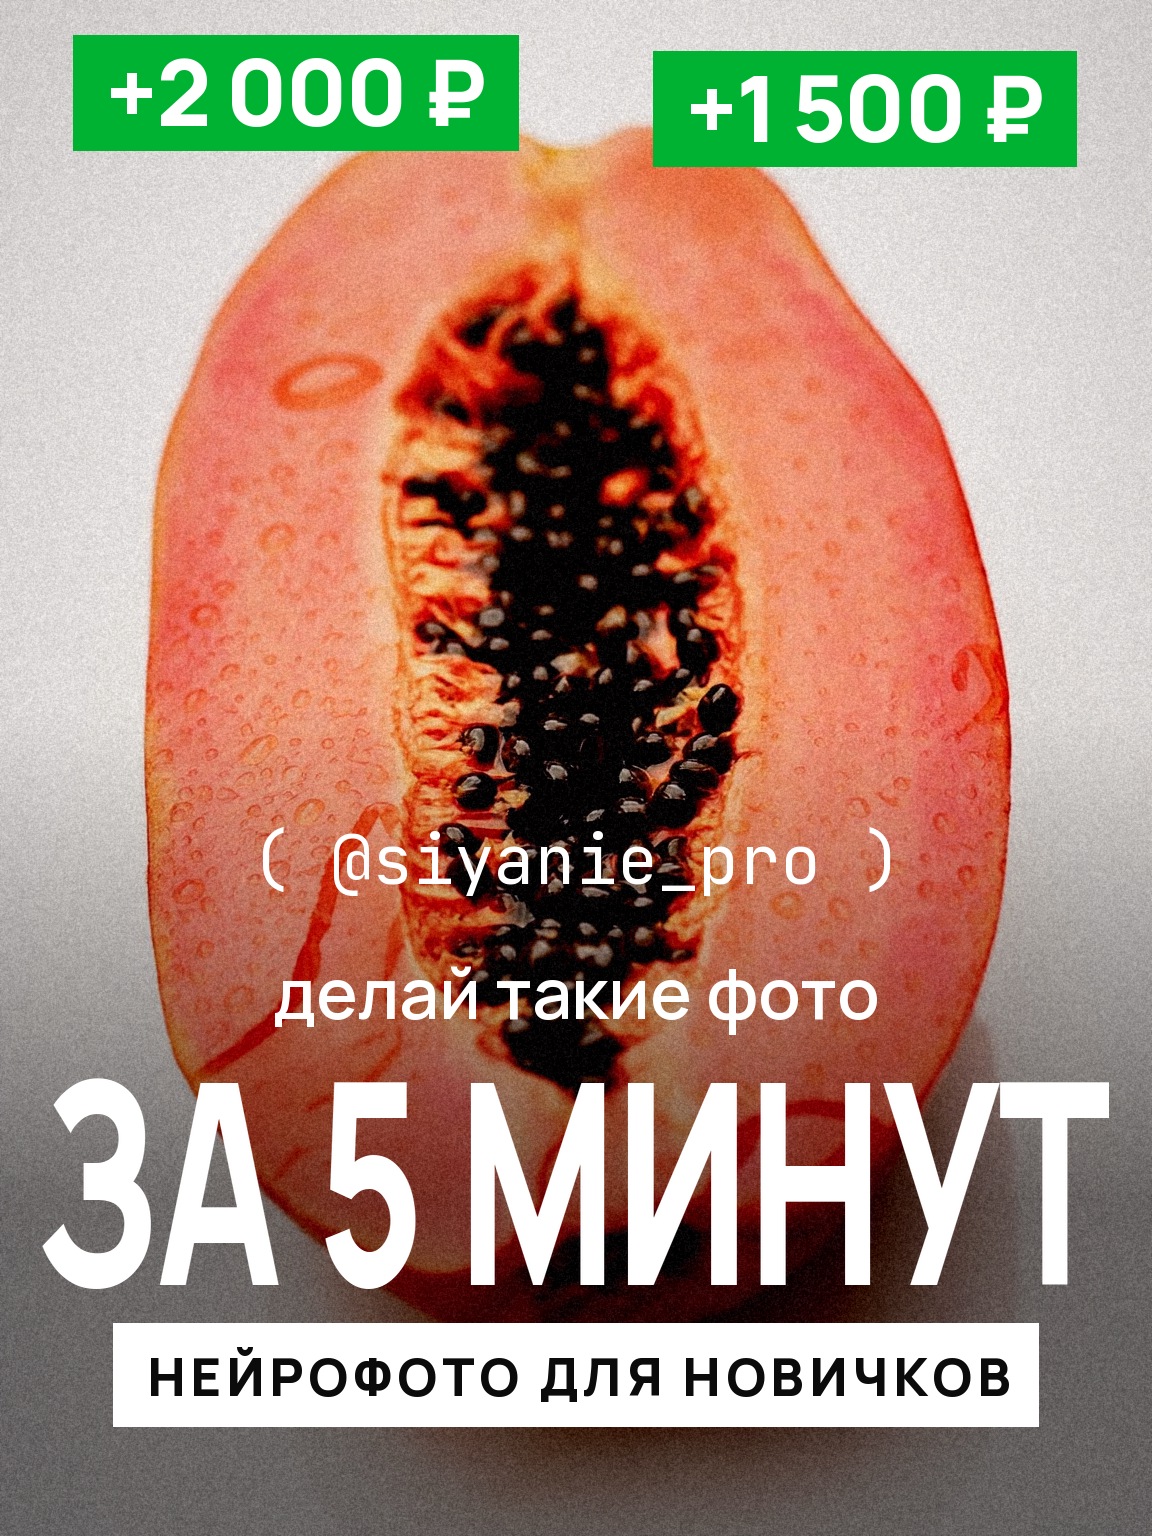 +2 000 ₽
+1 500 ₽
( @siyanie_pro )
делай такие фото
ЗА 5 МИНУТ
НЕЙРОФОТО ДЛЯ НОВИЧКОВ